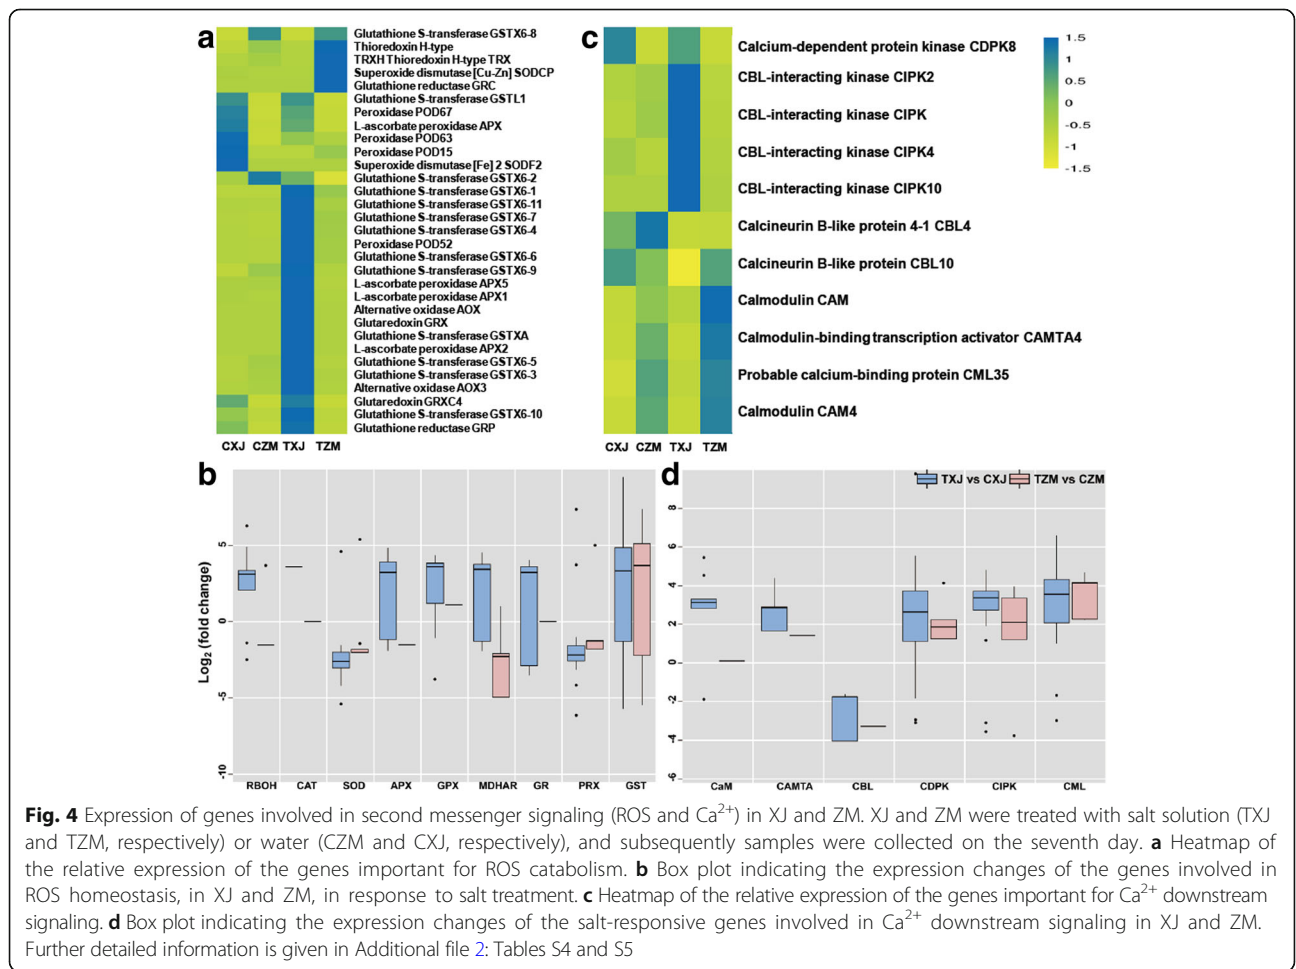 a
Glutathione S-transferase GSTX6-8
Thioredoxin H-type
TRXH Thioredoxin H-type TRX
Superoxide dismutase [Cu-Zn] SODCP
Glutathione reductase GRC
Glutathione S-transferase GSTL1
Peroxidase POD67
L-ascorbate peroxidase APX
Peroxidase POD63
Peroxidase POD15
Superoxide dismutase [Fe] 2 SODF2
Glutathione S-transferase GSTX6-2
Glutathione S-transferase GSTX6-1
Glutathione S-transferase GSTX6-11
Glutathione S-transferase GSTX6-7
Glutathione S-transferase GSTX6-4
Peroxidase POD52
Glutathione S-transferase GSTX6-6
Glutathione S-transferase GSTX6-9
L-ascorbate peroxidase APX5
L-ascorbate peroxidase APX1
Alternative oxidase AOX
Glutaredoxin GRX
Glutathione S-transferase GSTXA
L-ascorbate peroxidase APX2
Glutathione S-transferase GSTX6-5
Glutathione S-transferase GSTX6-3
Alternative oxidase AOX3
Glutaredoxin GRXC4
Glutathione S-transferase GSTX6-10
Glutathione reductase GRP
CXJ CZM TXJ TZM
c
Calcium-dependent protein kinase CDPK8
CBL-interacting kinase CIPK2
CBL-interacting kinase CIPK
CBL-interacting kinase CIPK4
CBL-interacting kinase CIPK10
Calcineurin B-like protein 4-1 CBL4
Calcineurin B-like protein CBL10
Calmodulin CAM
Calmodulin-binding transcription activator CAMTA4
Probable calcium-binding protein CML35
Calmodulin CAM4
CXJ CZM TXJ TZM
1.5
1
0.5
0
-0.5
-1
-1.5
b
Log2 (fold change)
5
0
-5
-10
RBOH CAT SOD APX GPX MDHAR GR PRX GST
d
TXJ vs CXJ TZM vs CZM
8
6
4
2
0
-2
-4
-6
CaM CAMTA CBL CDPK CIPK CML
Fig. 4 Expression of genes involved in second messenger signaling (ROS and Ca2+) in XJ and ZM. XJ and ZM were treated with salt solution (TXJ
and TZM, respectively) or water (CZM and CXJ, respectively), and subsequently samples were collected on the seventh day. a Heatmap of
the relative expression of the genes important for ROS catabolism. b Box plot indicating the expression changes of the genes involved in
ROS homeostasis, in XJ and ZM, in response to salt treatment. c Heatmap of the relative expression of the genes important for Ca2+ downstream
signaling. d Box plot indicating the expression changes of the salt-responsive genes involved in Ca2+ downstream signaling in XJ and ZM.
Further detailed information is given in Additional file 2: Tables S4 and S5